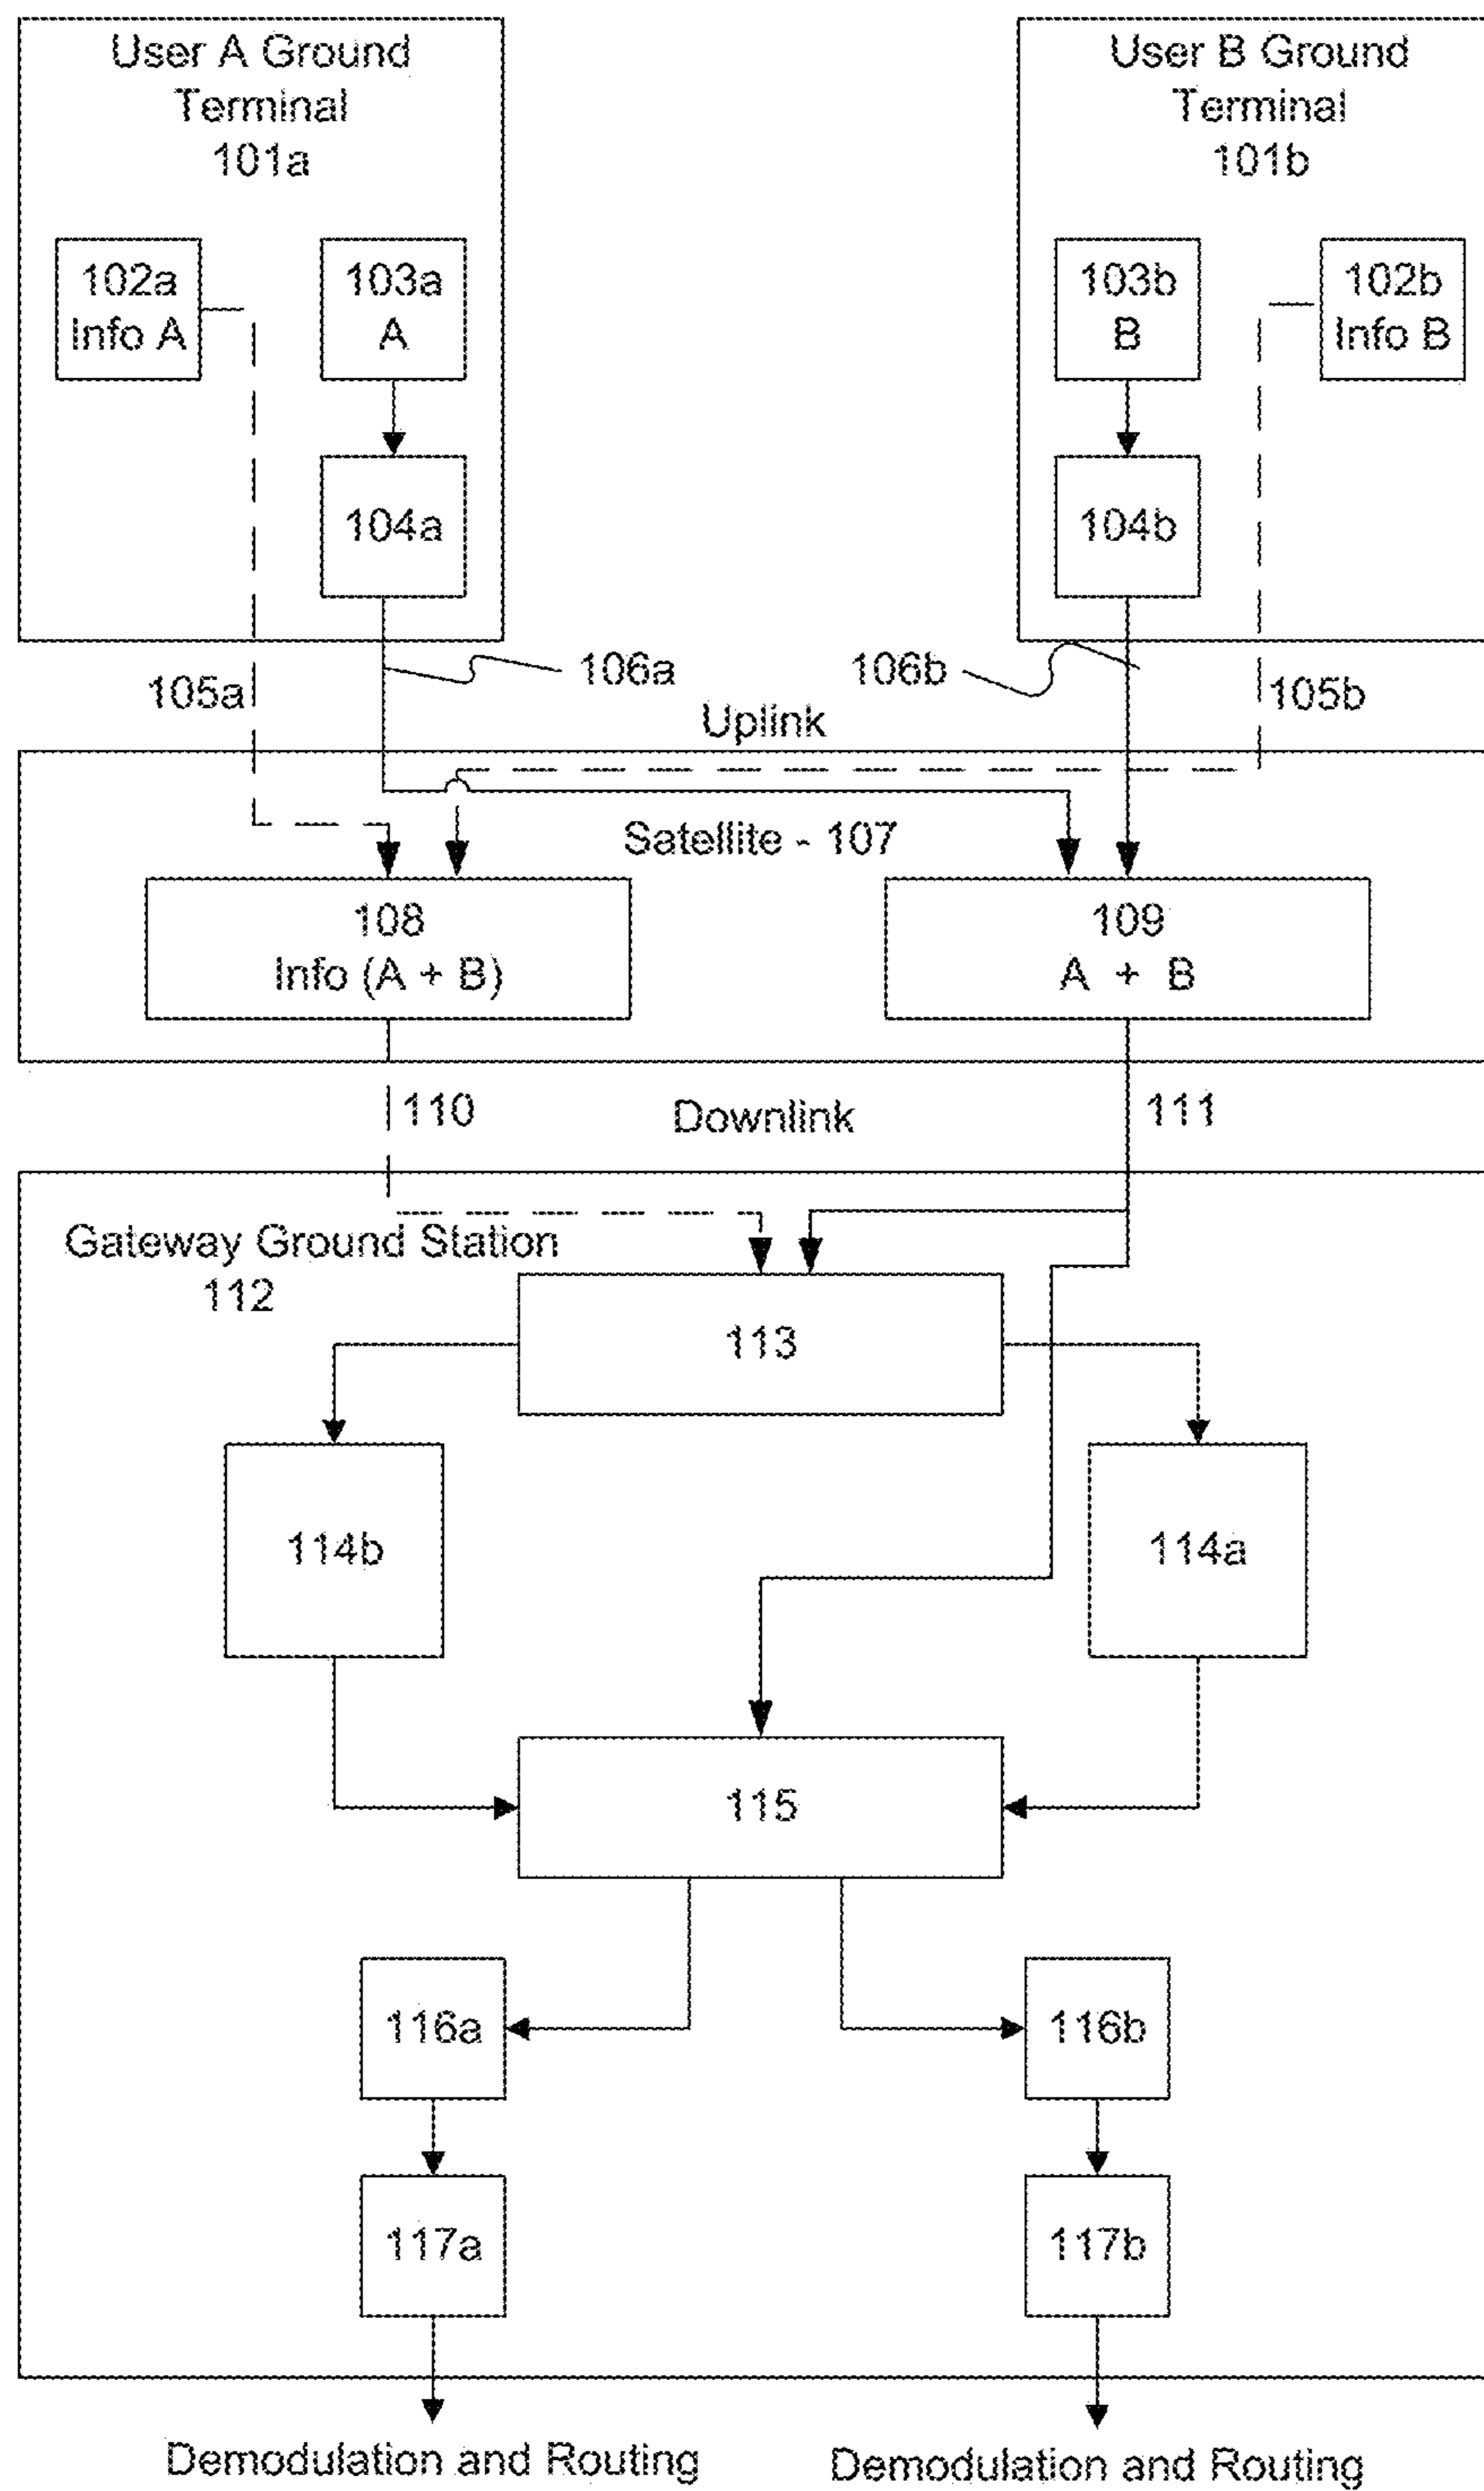 User A Ground
Terminal
101a
User B Ground
Terminal
101b
102a
Info A
103a
A
103b
B
102b
Info B
104a
104b
105a
106a
106b
105b
Uplink
Satellite - 107
108
Info (A + B)
109
A + B
110
Downlink
111
Gateway Ground Station
112
113
114b
114a
115
116a
116b
117a
117b
Demodulation and Routing
Demodulation and Routing